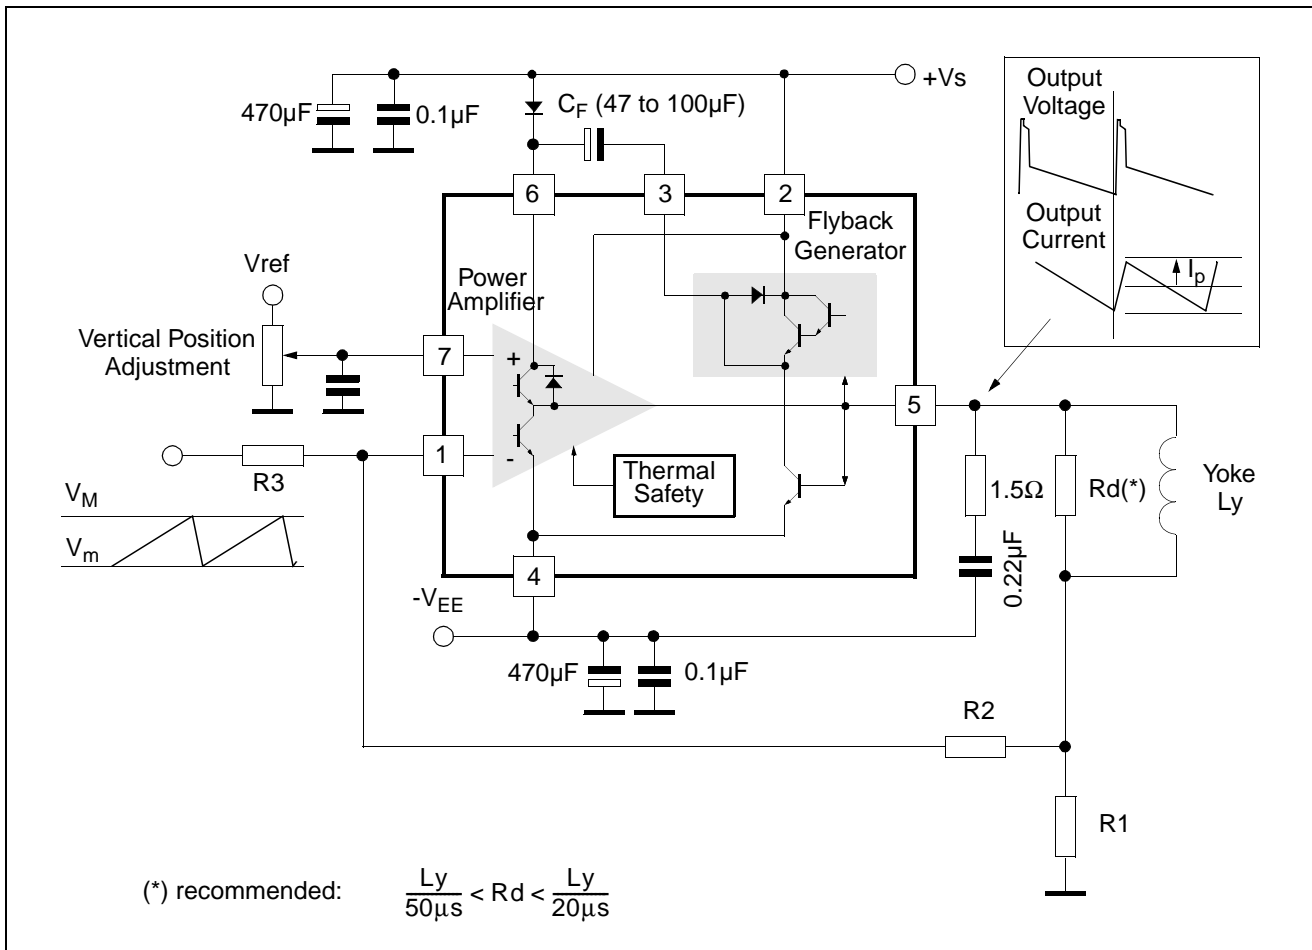 +Vs
470µF
0.1µF
C_F (47 to 100µF)
Output
Voltage
Output
Current
I_p
6
3
2
Flyback
Generator
Power
Amplifier
Vref
Vertical Position
Adjustment
7
+
5
1
-
R3
Thermal
Safety
V_M
V_m
1.5Ω
Rd(*)
Yoke
Ly
0.22µF
4
-V_EE
470µF
0.1µF
R2
R1
(*) recommended: Ly/50µs < Rd < Ly/20µs